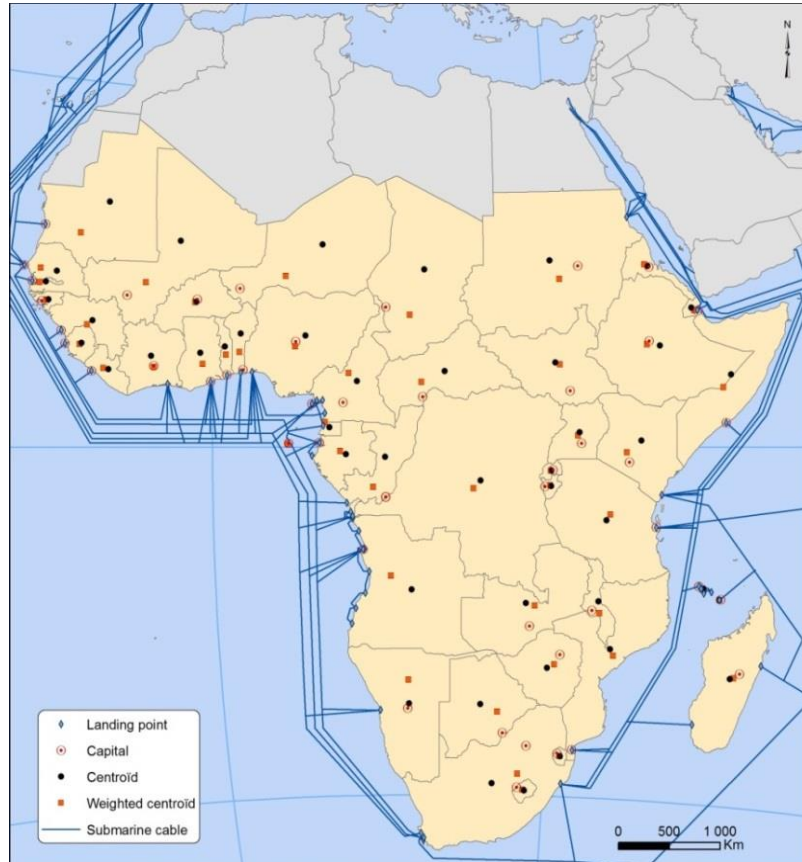 N
Landing point
Capital
Centroïd
Weighted centroïd
Submarine cable
0 500 1 000
Km